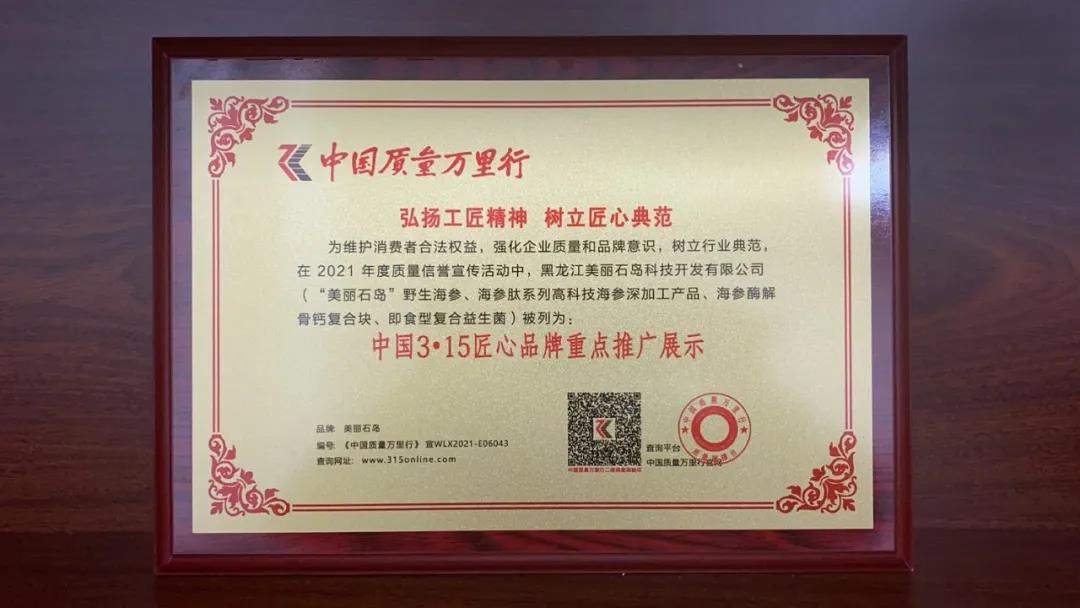 中国质量万里行
弘扬工匠精神 树立匠心典范
为维护消费者合法权益，强化企业质量和品牌意识，树立行业典范，
在 2021 年度质量信誉宣传活动中，黑龙江美丽石岛科技开发有限公司
（“美丽石岛”野生海参、海参肽系列高科技海参深加工产品、海参酶解
骨钙复合块、即食型复合益生菌）被列为：
中国3·15匠心品牌重点推广展示
品牌：美丽石岛
编号：《中国质量万里行》宣WLX2021-E06043
查询网址：www.315online.com
查询平台
中国质量万里行官网
中国质量万里行